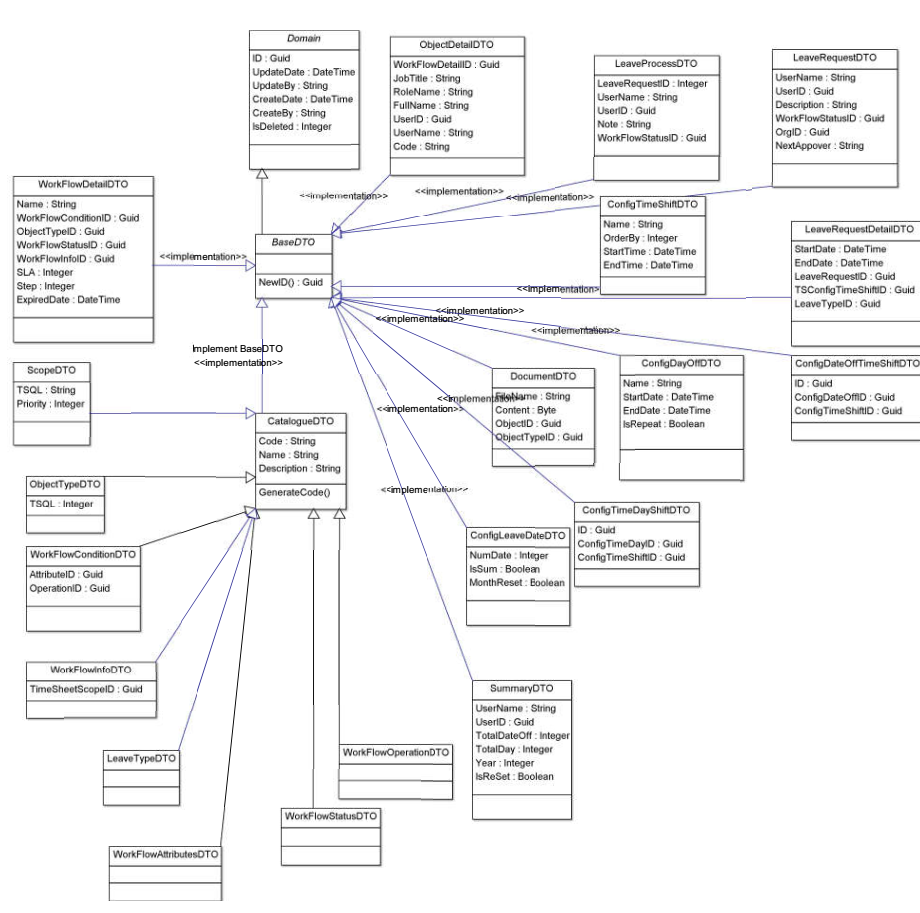 Domain
ID : Guid
UpdateDate : DateTime
UpdateBy : String
CreateDate : DateTime
CreateBy : String
IsDeleted : Integer
ObjectDetailDTO
WorkFlowDetailID : Guid
JobTitle : String
RoleName : String
FullName : String
UserID : Guid
UserName : String
Code : String
LeaveProcessDTO
LeaveRequestID : Integer
UserName : String
UserID : Guid
Note : String
WorkFlowStatusID : Guid
LeaveRequestDTO
UserName : String
UserID : Guid
Description : String
WorkFlowStatusID : Guid
OrgID : Guid
NextAppover : String
WorkFlowDetailDTO
Name : String
WorkFlowConditionID : Guid
ObjectTypeID : Guid
WorkFlowStatusID : Guid
WorkFlowInfoID : Guid
SLA : Integer
Step : Integer
ExpiredDate : DateTime
<<implementation>>
<<implementation>>
<<implementation>>
<<implementation>>
BaseDTO
NewID() : Guid
ConfigTimeShiftDTO
Name : String
OrderBy : Integer
StartTime : DateTime
EndTime : DateTime
LeaveRequestDetailDTO
StartDate : DateTime
EndDate : DateTime
LeaveRequestID : Guid
TSConfigTimeShiftID : Guid
LeaveTypeID : Guid
<<implementation>>
<<implementation>>
<<implementation>>
<<implementation>>
Implement BaseDTO
<<implementation>>
ScopeDTO
TSQL : String
Priority : Integer
CatalogueDTO
Code : String
Name : String
Description : String
GenerateCode()
DocumentDTO
FileName : String
Content : Byte
ObjectID : Guid
ObjectTypeID : Guid
<<implementation>>
<<implementation>>
<<implementation>>
ConfigDayOffDTO
Name : String
StartDate : DateTime
EndDate : DateTime
IsRepeat : Boolean
ConfigDateOffTimeShiftDTO
ID : Guid
ConfigDateOffID : Guid
ConfigTimeShiftID : Guid
ObjectTypeDTO
TSQL : Integer
WorkFlowConditionDTO
AttributeID : Guid
OperationID : Guid
ConfigLeaveDateDTO
NumDate : Integer
IsSum : Boolean
MonthReset : Boolean
ConfigTimeDayShiftDTO
ID : Guid
ConfigTimeDayID : Guid
ConfigTimeShiftID : Guid
WorkFlowInfoDTO
TimeSheetScopeID : Guid
LeaveTypeDTO
WorkFlowOperationDTO
SummaryDTO
UserName : String
UserID : Guid
TotalDateOff : Integer
TotalDay : Integer
Year : Integer
IsReSet : Boolean
WorkFlowStatusDTO
WorkFlowAttributesDTO